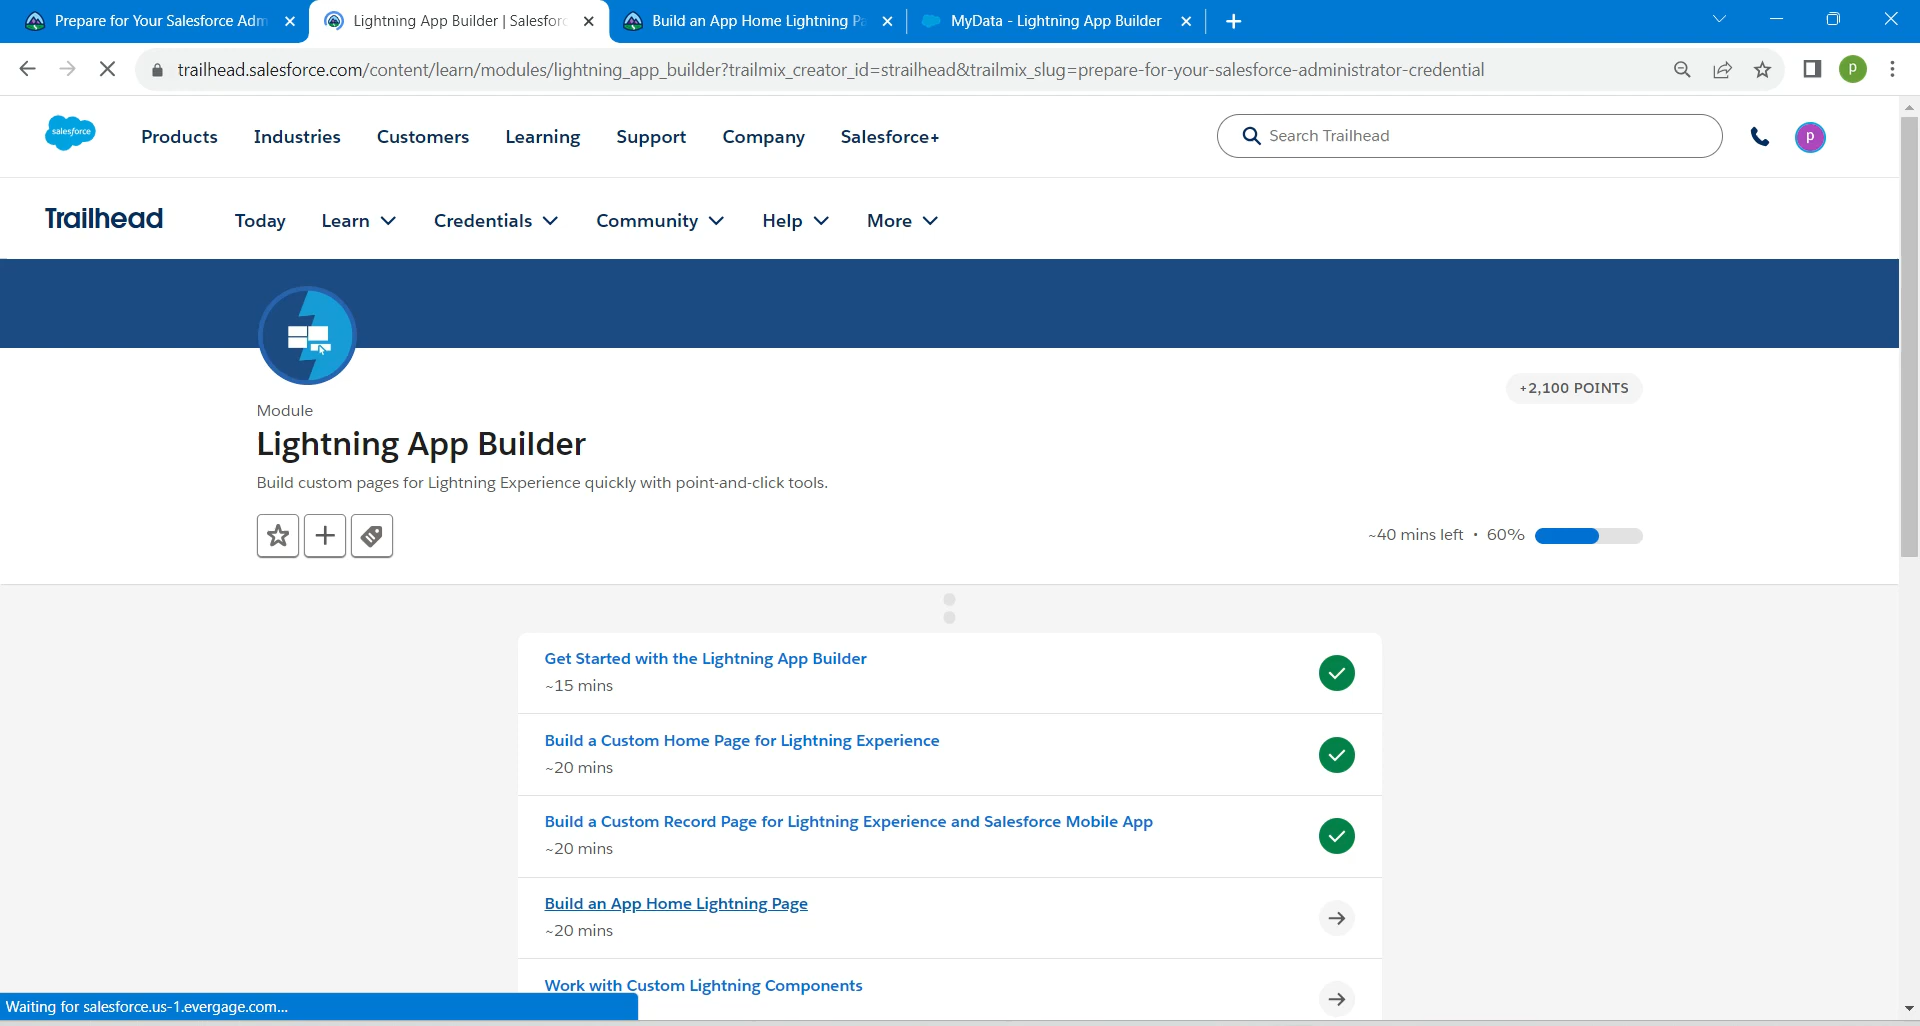 Prepare for Your Salesforce Adm
Lightning App Builder | Salesforc
Build an App Home Lightning Pa
MyData - Lightning App Builder
trailhead.salesforce.com/content/learn/modules/lightning_app_builder?trailmix_creator_id=strailhead&trailmix_slug=prepare-for-your-salesforce-administrator-credential
P
salesforce
Products
Industries
Customers
Learning
Support
Company
Salesforce+
Search Trailhead
P
Trailhead
Today
Learn
Credentials
Community
Help
More
+2,100 POINTS
Module
Lightning App Builder
Build custom pages for Lightning Experience quickly with point-and-click tools.
~40 mins left • 60%
Get Started with the Lightning App Builder
~15 mins
Build a Custom Home Page for Lightning Experience
~20 mins
Build a Custom Record Page for Lightning Experience and Salesforce Mobile App
~20 mins
Build an App Home Lightning Page
~20 mins
Work with Custom Lightning Components
Waiting for salesforce.us-1.evergage.com...